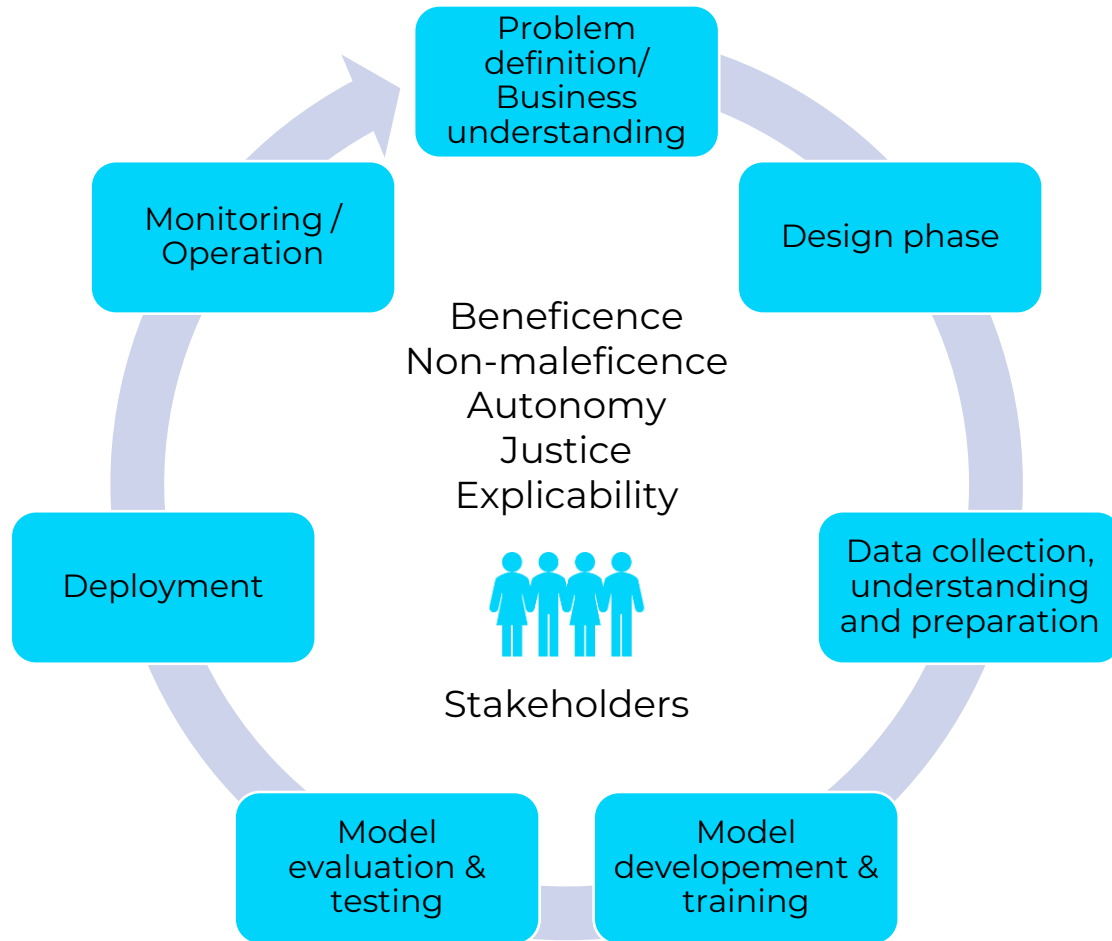 Problem
definition/
Business
understanding
Design phase
Data collection,
understanding
and preparation
Model
developement &
training
Model
evaluation &
testing
Deployment
Monitoring /
Operation
Beneficence
Non-maleficence
Autonomy
Justice
Explicability
Stakeholders